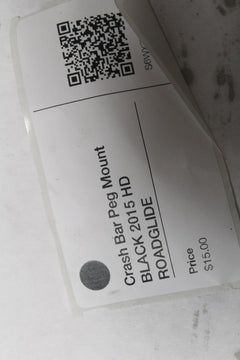 Crash Bar Peg Mount
BLACK 2015 HD
ROADGLIDE
Price
$15.00